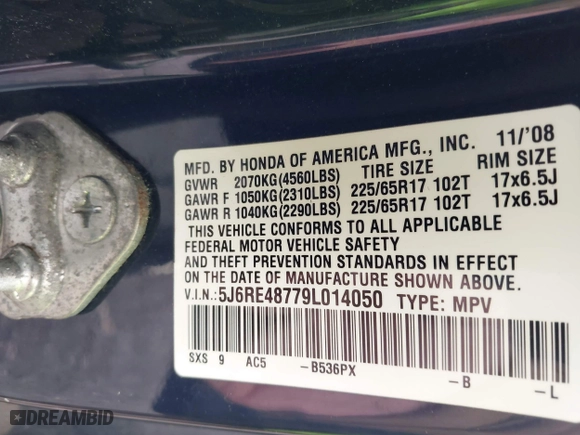 MFD. BY HONDA OF AMERICA MFG., INC. 11/'08
GVWR 2070KG(4560LBS) TIRE SIZE RIM SIZE
GAWR F 1050KG(2310LBS) 225/65R17 102T 17x6.5J
GAWR R 1040KG(2290LBS) 225/65R17 102T 17x6.5J
THIS VEHICLE CONFORMS TO ALL APPLICABLE
FEDERAL MOTOR VEHICLE SAFETY
AND THEFT PREVENTION STANDARDS IN EFFECT
ON THE DATE OF MANUFACTURE SHOWN ABOVE.
V.I.N.: 5J6RE48779L014050 TYPE: MPV
SXS 9 AC5 -B536PX -B -L
DREAMBID